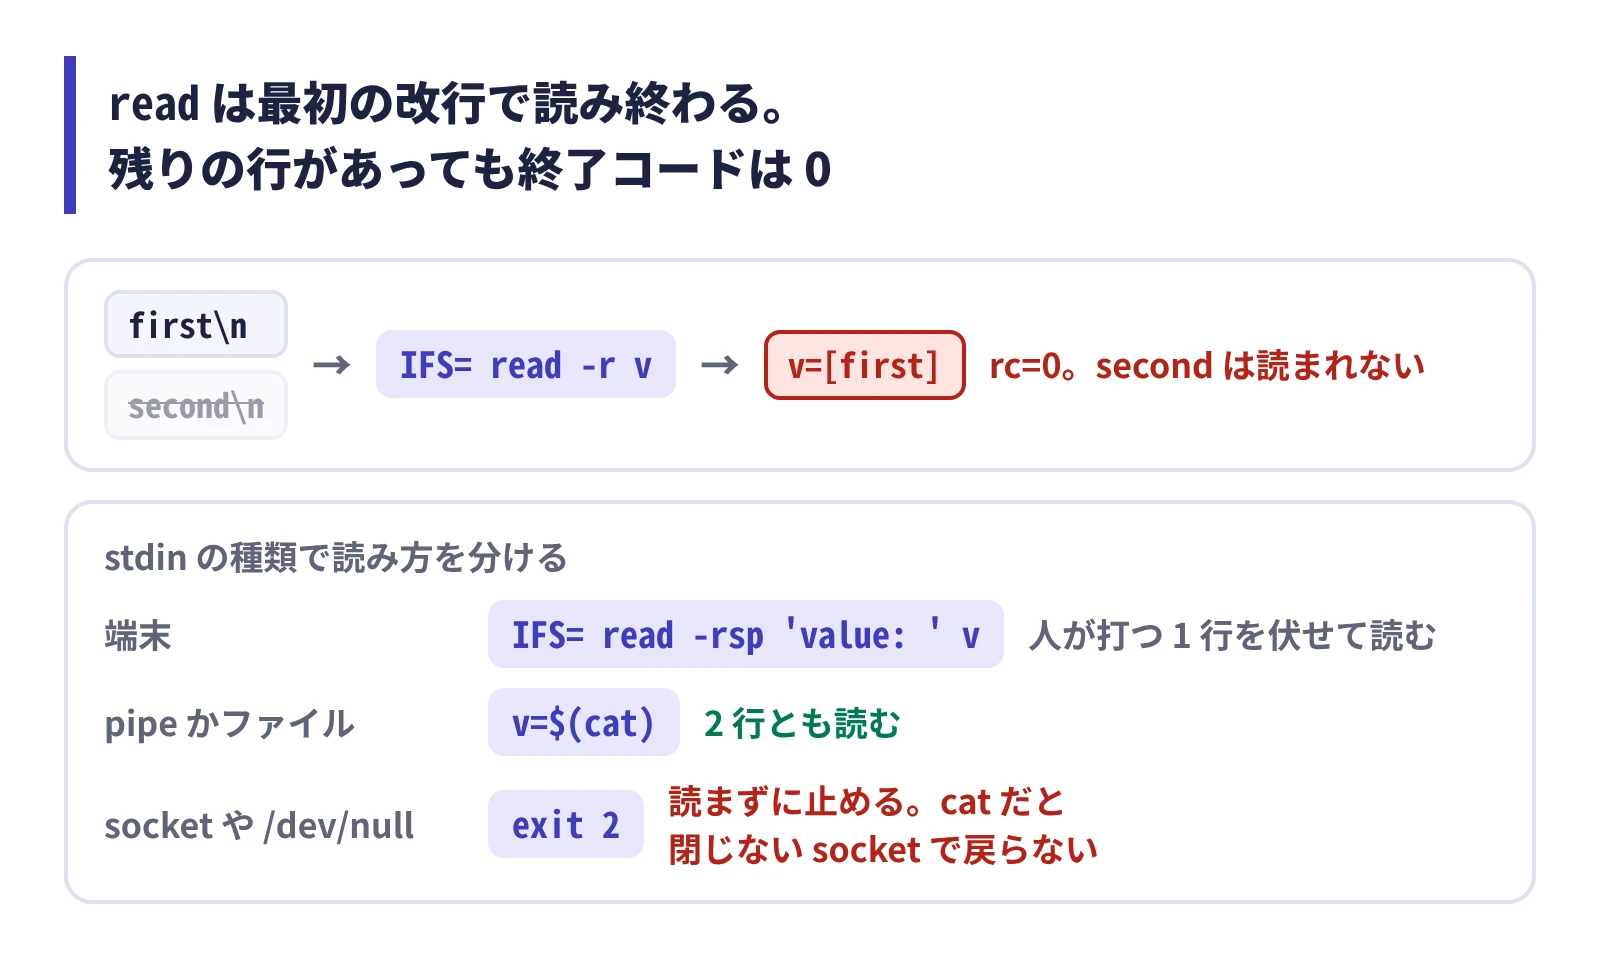 read は最初の改行で読み終わる。
残りの行があっても終了コードは 0
first\n
second\n
→
IFS= read -r v
→
v=[first]
rc=0。second は読まれない
stdin の種類で読み方を分ける
端末
IFS= read -rsp 'value: ' v
人が打つ 1 行を伏せて読む
pipe かファイル
v=$(cat)
2 行とも読む
socket や /dev/null
exit 2
読まずに止める。cat だと
閉じない socket で戻らない